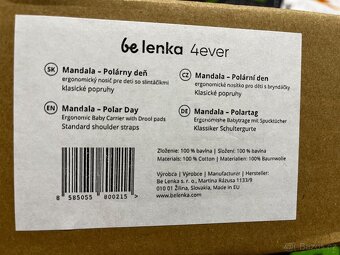 be lenka 4ever
SK Mandala – Polárny deň
ergonomický nosič pre deti so slintáčikmi
klasické popruhy
CZ Mandala – Polární den
ergonomické nosítko pro děti s bryndáčky
Klasické popruhy
EN Mandala – Polar Day
Ergonomic Baby Carrier with Drool pads
Standard shoulder straps
DE Mandala – Polartag
Ergonomishe Babytrage mit Spucktücher
Klassiker Schultergurte
Zloženie: 100 % bavlna | Složení: 100 % bavlna
Materials: 100 % Cotton | Materialien: 100% Baumwolle
Výrobca | Výrobce | Manufacturer | Hersteller:
Be Lenka s. r. o., Martina Rázusa 1133/9
010 01 Žilina, Slovakia, Made in EU
www.belenka.com
8 585055 800215 >